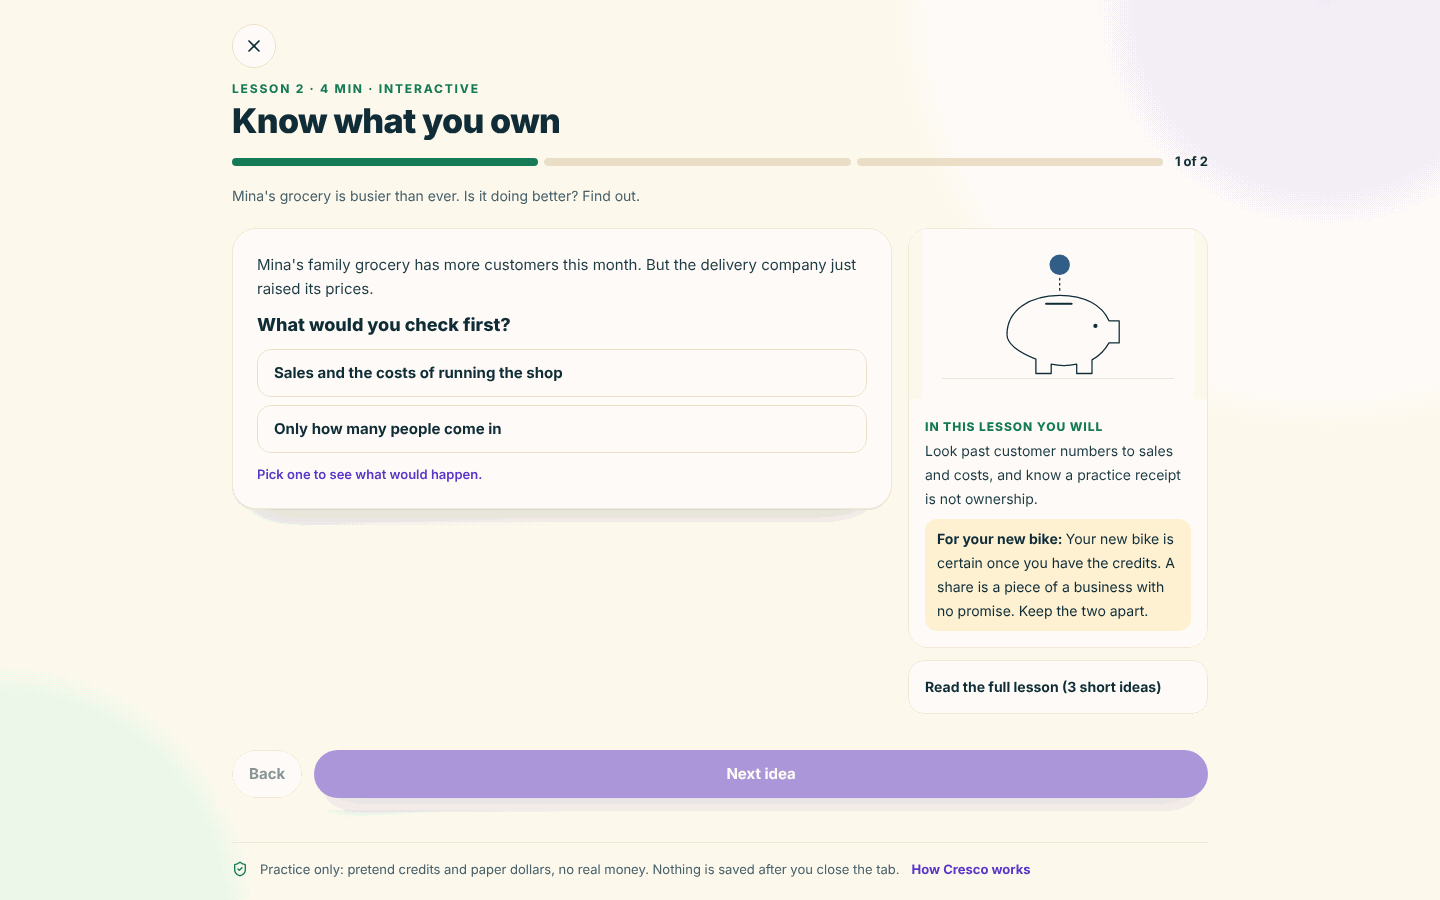 LESSON 2 · 4 MIN · INTERACTIVE
Know what you own
1 of 2
Mina's grocery is busier than ever. Is it doing better? Find out.
Mina's family grocery has more customers this month. But the delivery company just
raised its prices.
What would you check first?
Sales and the costs of running the shop
Only how many people come in
Pick one to see what would happen.
IN THIS LESSON YOU WILL
Look past customer numbers to sales
and costs, and know a practice receipt
is not ownership.
For your new bike: Your new bike is
certain once you have the credits. A
share is a piece of a business with
no promise. Keep the two apart.
Read the full lesson (3 short ideas)
Back
Next idea
Practice only: pretend credits and paper dollars, no real money. Nothing is saved after you close the tab. How Cresco works